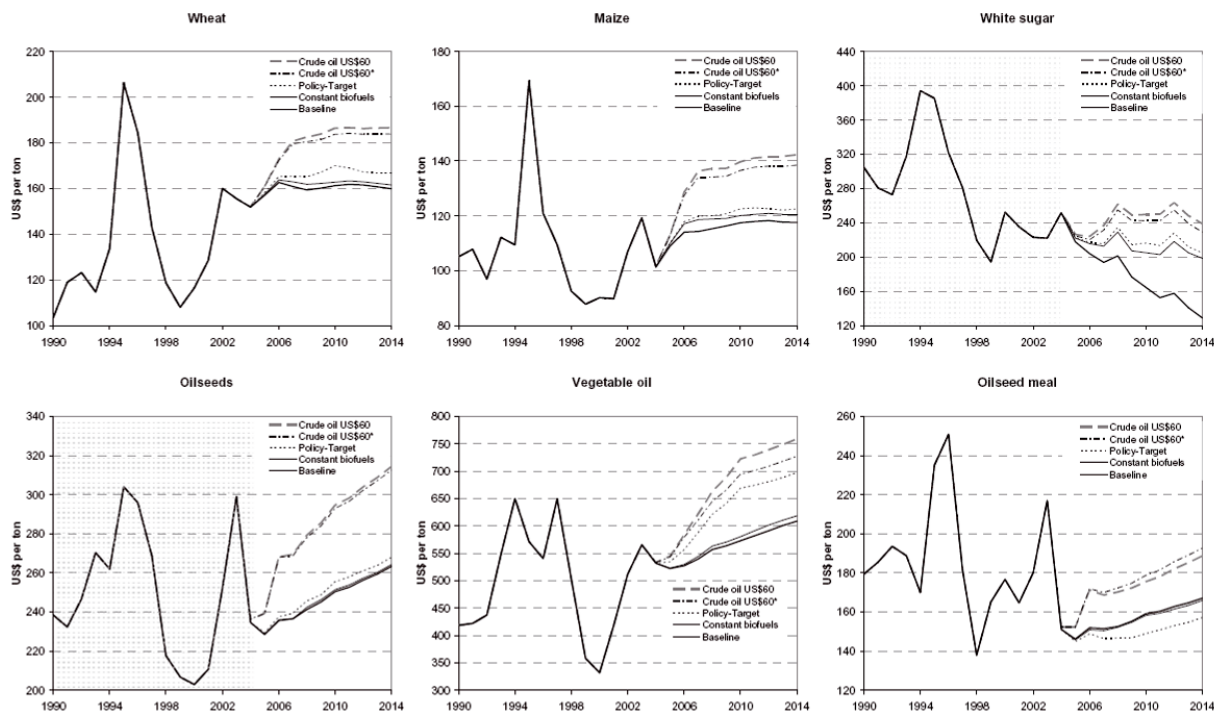 Wheat
220
200
180
160
140
120
100
US$ per ton
1990 1994 1998 2002 2006 2010 2014
Crude oil US$60
Crude oil US$60*
Policy-Target
Constant biofuels
Baseline
Maize
180
160
140
120
100
80
US$ per ton
1990 1994 1998 2002 2006 2010 2014
Crude oil US$60
Crude oil US$60*
Policy-Target
Constant biofuels
Baseline
White sugar
440
400
360
320
280
240
200
160
120
US$ per ton
1990 1994 1998 2002 2006 2010 2014
Crude oil US$60
Crude oil US$60*
Policy-Target
Constant biofuels
Baseline
Oilseeds
340
320
300
280
260
240
220
200
US$ per ton
1990 1994 1998 2002 2006 2010 2014
Crude oil US$60
Crude oil US$60*
Policy-Target
Constant biofuels
Baseline
Vegetable oil
800
750
700
650
600
550
500
450
400
350
300
US$ per ton
1990 1994 1998 2002 2006 2010 2014
Crude oil US$60
Crude oil US$60*
Policy-Target
Constant biofuels
Baseline
Oilseed meal
260
240
220
200
180
160
140
120
US$ per ton
1990 1994 1998 2002 2006 2010 2014
Crude oil US$60
Crude oil US$60*
Policy-Target
Constant biofuels
Baseline